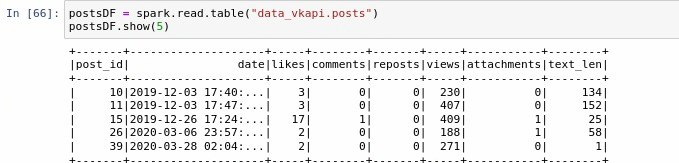 In [66]: postsDF = spark.read.table("data_vkapi.posts")
postsDF.show(5)
+-------+--------------------+-----+--------+-------+-----+-----------+--------+
|post_id|                date|likes|comments|reposts|views|attachments|text_len|
+-------+--------------------+-----+--------+-------+-----+-----------+--------+
|     10|2019-12-03 17:40:...|    3|       0|      0|  230|          0|     134|
|     11|2019-12-03 17:47:...|    3|       0|      0|  407|          0|     152|
|     15|2019-12-26 17:24:...|   17|       1|      0|  409|          1|      25|
|     26|2020-03-06 23:57:...|    2|       0|      0|  188|          1|      58|
|     39|2020-03-28 02:04:...|    2|       0|      0|  271|          0|       1|
+-------+--------------------+-----+--------+-------+-----+-----------+--------+